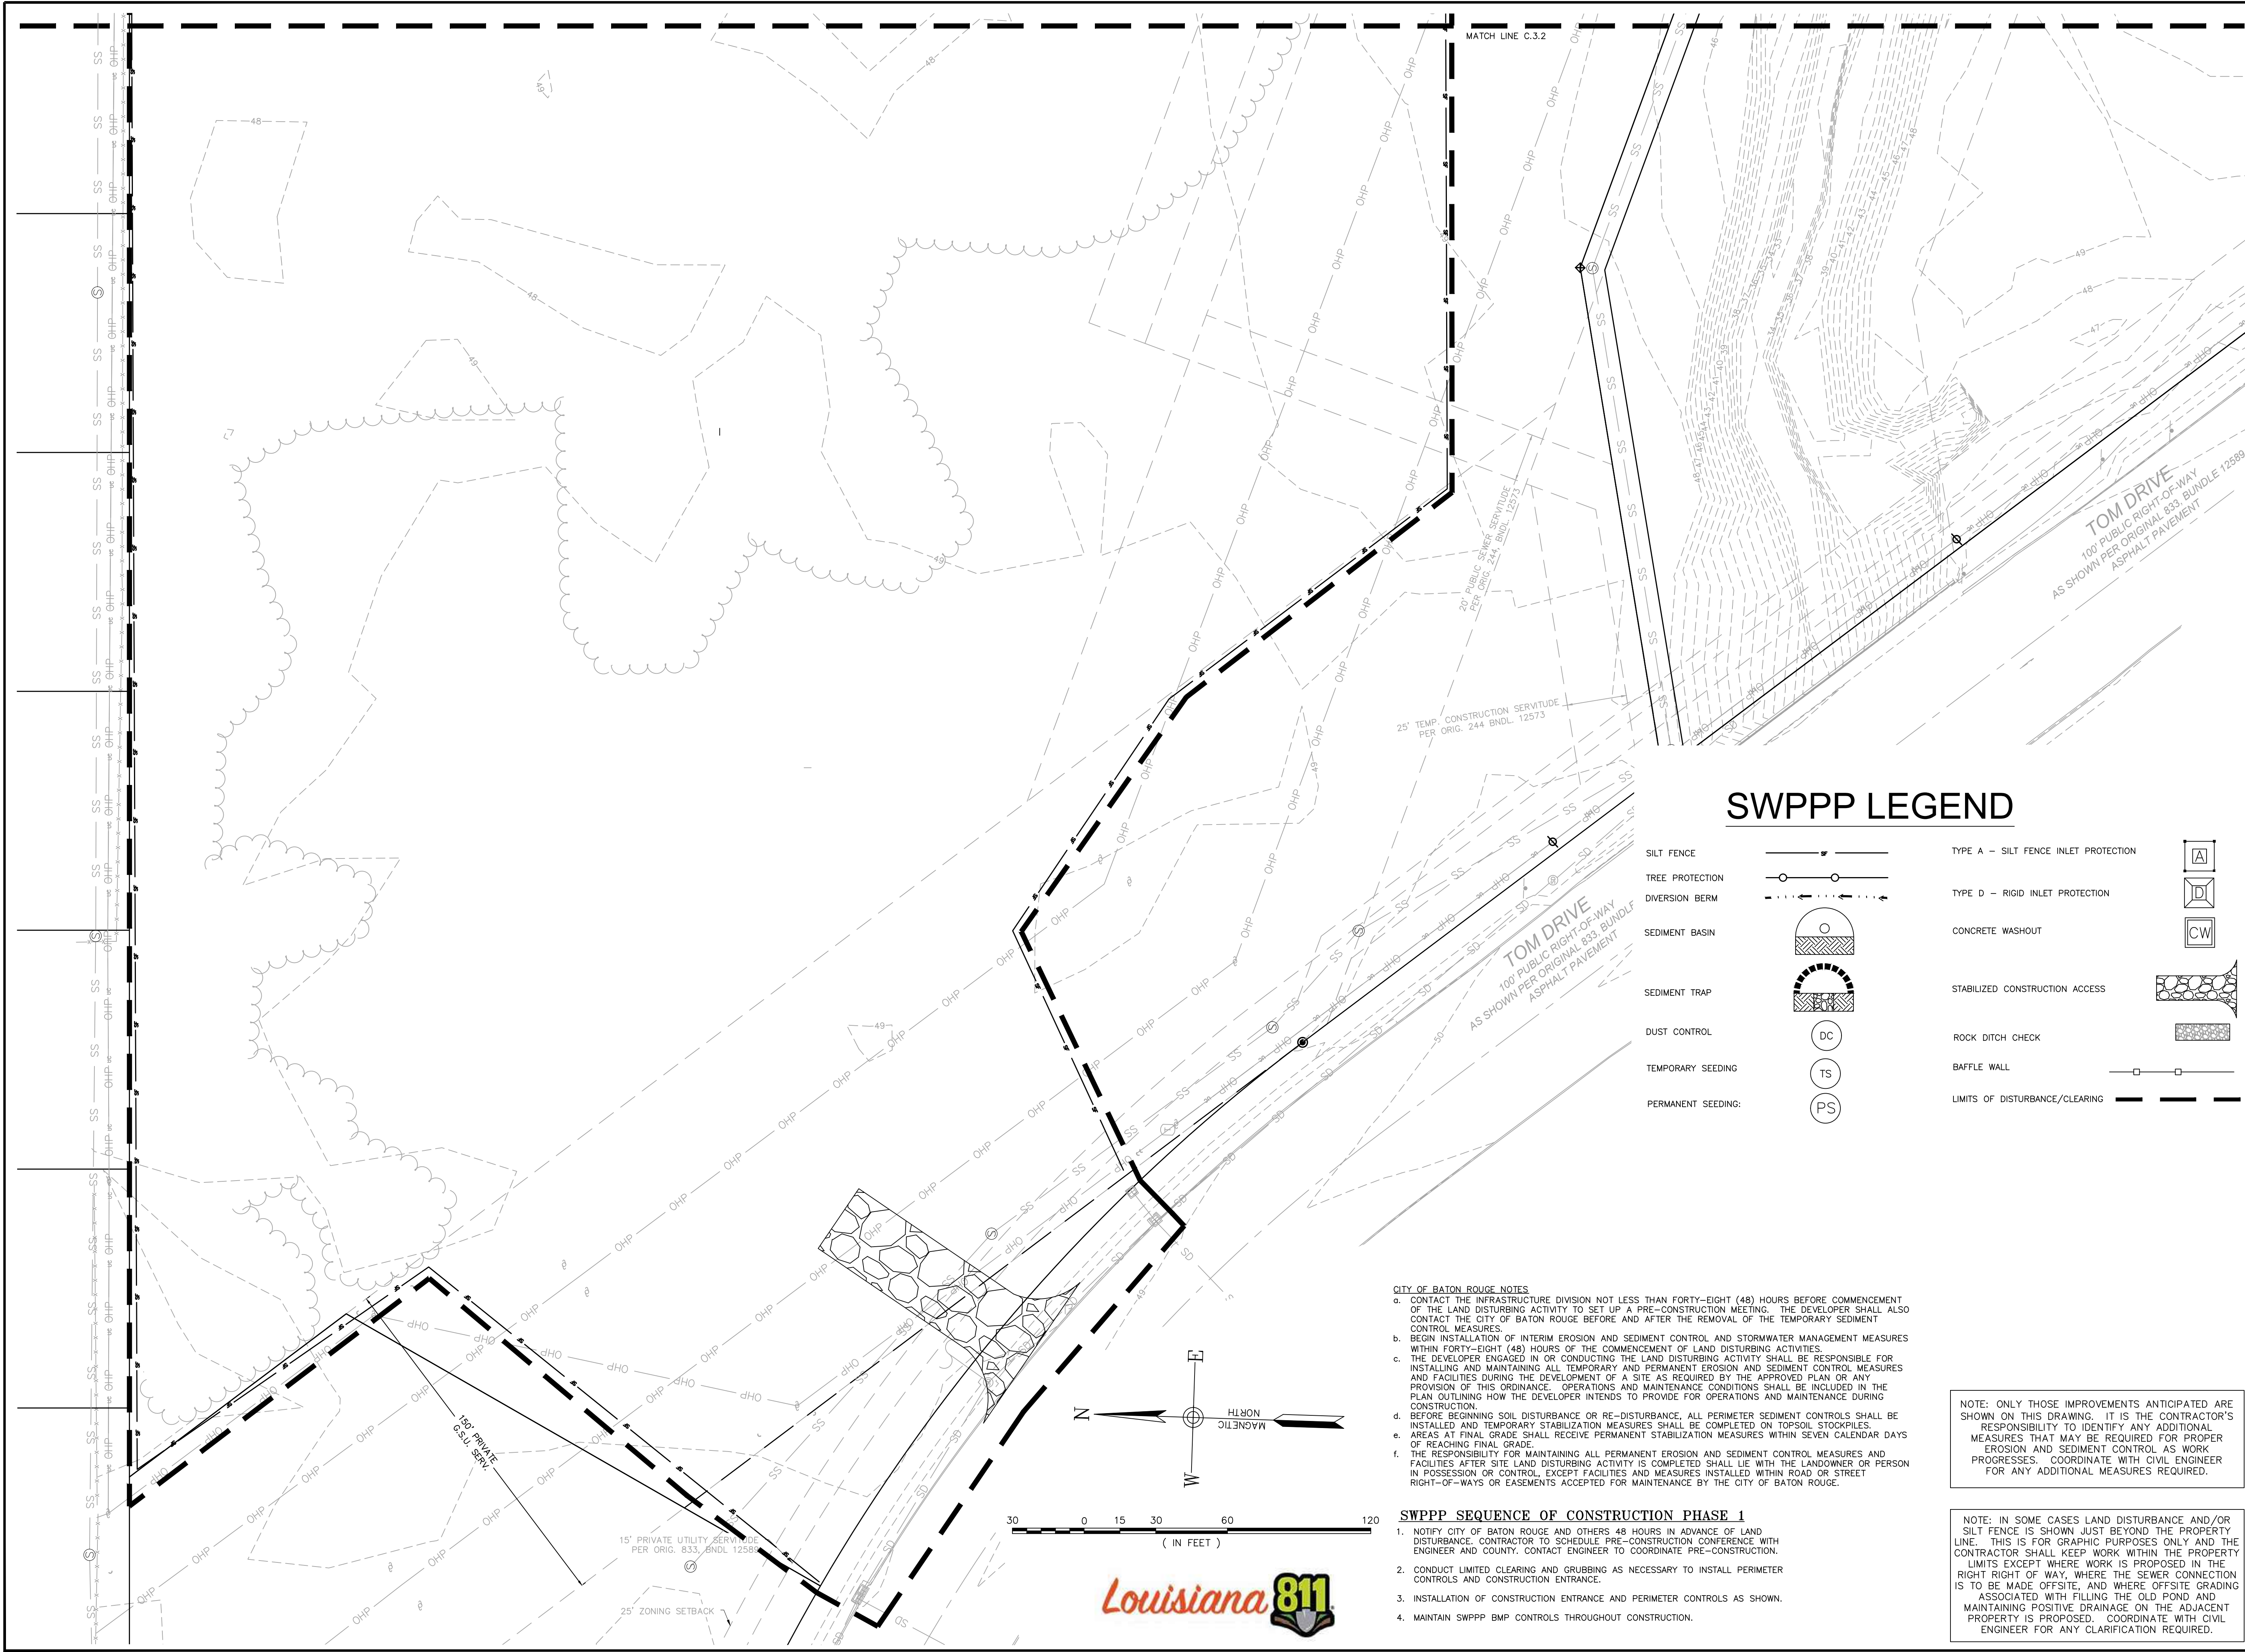 MATCH LINE C.3.2
20' PUBLIC SEWER SERVITUDE
PER ORIG. 244, BNDL. 12573
25' TEMP. CONSTRUCTION SERVITUDE
PER ORIG. 244 BNDL. 12573
TOM DRIVE
100' PUBLIC RIGHT-OF-WAY
AS SHOWN PER ORIGINAL 833, BUNDLE 12589
ASPHALT PAVEMENT
TOM DRIVE
100' PUBLIC RIGHT-OF-WAY
AS SHOWN PER ORIGINAL 833, BUNDLE
ASPHALT PAVEMENT
150' PRIVATE
G.S.U. SERV.
15' PRIVATE UTILITY SERVITUDE
PER ORIG. 833, BNDL 12589
25' ZONING SETBACK
SWPPP LEGEND
SILT FENCE
SF
TREE PROTECTION
DIVERSION BERM
SEDIMENT BASIN
SEDIMENT TRAP
DUST CONTROL
DC
TEMPORARY SEEDING
TS
PERMANENT SEEDING:
PS
TYPE A – SILT FENCE INLET PROTECTION
A
TYPE D – RIGID INLET PROTECTION
D
CONCRETE WASHOUT
CW
STABILIZED CONSTRUCTION ACCESS
ROCK DITCH CHECK
BAFFLE WALL
LIMITS OF DISTURBANCE/CLEARING
N
E
W
MAGNETIC
NORTH
30 0 15 30 60 120
( IN FEET )
Louisiana 811
CITY OF BATON ROUGE NOTES
a. CONTACT THE INFRASTRUCTURE DIVISION NOT LESS THAN FORTY–EIGHT (48) HOURS BEFORE COMMENCEMENT
OF THE LAND DISTURBING ACTIVITY TO SET UP A PRE–CONSTRUCTION MEETING. THE DEVELOPER SHALL ALSO
CONTACT THE CITY OF BATON ROUGE BEFORE AND AFTER THE REMOVAL OF THE TEMPORARY SEDIMENT
CONTROL MEASURES.
b. BEGIN INSTALLATION OF INTERIM EROSION AND SEDIMENT CONTROL AND STORMWATER MANAGEMENT MEASURES
WITHIN FORTY–EIGHT (48) HOURS OF THE COMMENCEMENT OF LAND DISTURBING ACTIVITIES.
c. THE DEVELOPER ENGAGED IN OR CONDUCTING THE LAND DISTURBING ACTIVITY SHALL BE RESPONSIBLE FOR
INSTALLING AND MAINTAINING ALL TEMPORARY AND PERMANENT EROSION AND SEDIMENT CONTROL MEASURES
AND FACILITIES DURING THE DEVELOPMENT OF A SITE AS REQUIRED BY THE APPROVED PLAN OR ANY
PROVISION OF THIS ORDINANCE. OPERATIONS AND MAINTENANCE CONDITIONS SHALL BE INCLUDED IN THE
PLAN OUTLINING HOW THE DEVELOPER INTENDS TO PROVIDE FOR OPERATIONS AND MAINTENANCE DURING
CONSTRUCTION.
d. BEFORE BEGINNING SOIL DISTURBANCE OR RE–DISTURBANCE, ALL PERIMETER SEDIMENT CONTROLS SHALL BE
INSTALLED AND TEMPORARY STABILIZATION MEASURES SHALL BE COMPLETED ON TOPSOIL STOCKPILES.
e. AREAS AT FINAL GRADE SHALL RECEIVE PERMANENT STABILIZATION MEASURES WITHIN SEVEN CALENDAR DAYS
OF REACHING FINAL GRADE.
f. THE RESPONSIBILITY FOR MAINTAINING ALL PERMANENT EROSION AND SEDIMENT CONTROL MEASURES AND
FACILITIES AFTER SITE LAND DISTURBING ACTIVITY IS COMPLETED SHALL LIE WITH THE LANDOWNER OR PERSON
IN POSSESSION OR CONTROL, EXCEPT FACILITIES AND MEASURES INSTALLED WITHIN ROAD OR STREET
RIGHT–OF–WAYS OR EASEMENTS ACCEPTED FOR MAINTENANCE BY THE CITY OF BATON ROUGE.
SWPPP SEQUENCE OF CONSTRUCTION PHASE 1
1. NOTIFY CITY OF BATON ROUGE AND OTHERS 48 HOURS IN ADVANCE OF LAND
DISTURBANCE. CONTRACTOR TO SCHEDULE PRE–CONSTRUCTION CONFERENCE WITH
ENGINEER AND COUNTY. CONTACT ENGINEER TO COORDINATE PRE–CONSTRUCTION.
2. CONDUCT LIMITED CLEARING AND GRUBBING AS NECESSARY TO INSTALL PERIMETER
CONTROLS AND CONSTRUCTION ENTRANCE.
3. INSTALLATION OF CONSTRUCTION ENTRANCE AND PERIMETER CONTROLS AS SHOWN.
4. MAINTAIN SWPPP BMP CONTROLS THROUGHOUT CONSTRUCTION.
NOTE: ONLY THOSE IMPROVEMENTS ANTICIPATED ARE
SHOWN ON THIS DRAWING. IT IS THE CONTRACTOR'S
RESPONSIBILITY TO IDENTIFY ANY ADDITIONAL
MEASURES THAT MAY BE REQUIRED FOR PROPER
EROSION AND SEDIMENT CONTROL AS WORK
PROGRESSES. COORDINATE WITH CIVIL ENGINEER
FOR ANY ADDITIONAL MEASURES REQUIRED.
NOTE: IN SOME CASES LAND DISTURBANCE AND/OR
SILT FENCE IS SHOWN JUST BEYOND THE PROPERTY
LINE. THIS IS FOR GRAPHIC PURPOSES ONLY AND THE
CONTRACTOR SHALL KEEP WORK WITHIN THE PROPERTY
LIMITS EXCEPT WHERE WORK IS PROPOSED IN THE
RIGHT RIGHT OF WAY, WHERE THE SEWER CONNECTION
IS TO BE MADE OFFSITE, AND WHERE OFFSITE GRADING
ASSOCIATED WITH FILLING THE OLD POND AND
MAINTAINING POSITIVE DRAINAGE ON THE ADJACENT
PROPERTY IS PROPOSED. COORDINATE WITH CIVIL
ENGINEER FOR ANY CLARIFICATION REQUIRED.